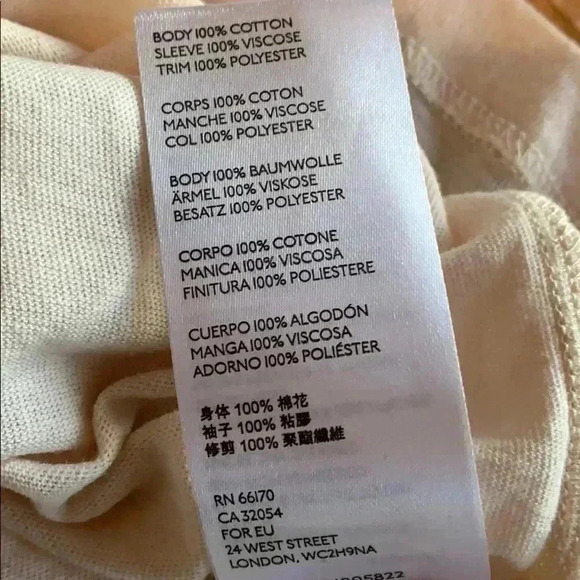 BODY 100% COTTON
SLEEVE 100% VISCOSE
TRIM 100% POLYESTER
CORPS 100% COTON
MANCHE 100% VISCOSE
COL 100% POLYESTER
BODY 100% BAUMWOLLE
ÄRMEL 100% VISKOSE
BESATZ 100% POLYESTER
CORPO 100% COTONE
MANICA 100% VISCOSA
FINITURA 100% POLIESTERE
CUERPO 100% ALGODÓN
MANGA 100% VISCOSA
ADORNO 100% POLIÉSTER
身体 100% 棉花
袖子 100% 粘膠
修剪 100% 聚酯纖維
RN 66170
CA 32054
FOR EU
24 WEST STREET
LONDON, WC2H9NA